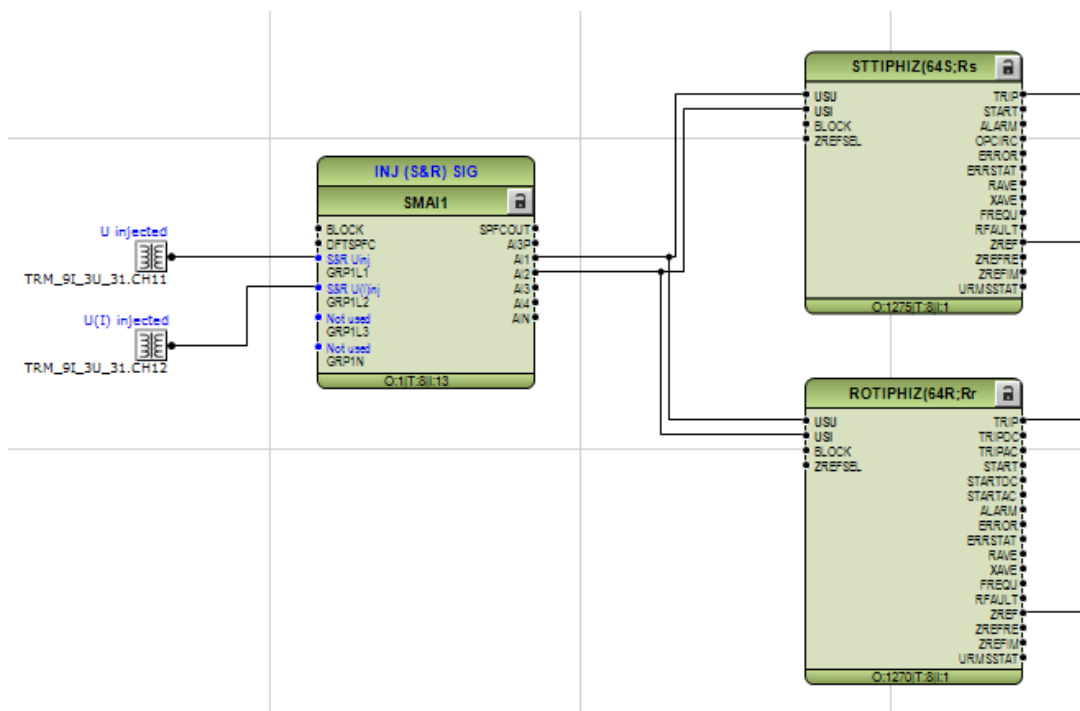 U injected
TRM_9I_3U_31.CH11
U(I) injected
TRM_9I_3U_31.CH12
INJ (S&R) SIG
SMAI1
BLOCK
DFTSPFC
S&R Uinj
GRP1L1
S&R U(I)inj
GRP1L2
Not used
GRP1L3
Not used
GRP1N
SPFCOUT
AI3P
AI1
AI2
AI3
AI4
AIN
O:1|T:8|I:13
STTIPHIZ(64S;Rs
USU
USI
BLOCK
ZREFSEL
TRIP
START
ALARM
OPCIRC
ERROR
ERRSTAT
RAVE
XAVE
FREQU
RFAULT
ZREF
ZREFRE
ZREFIM
URMSSTAT
O:1275|T:8|I:1
ROTIPHIZ(64R;Rr
USU
USI
BLOCK
ZREFSEL
TRIP
TRIPDC
TRIPAC
START
STARTDC
STARTAC
ALARM
ERROR
ERRSTAT
RAVE
XAVE
FREQU
RFAULT
ZREF
ZREFRE
ZREFIM
URMSSTAT
O:1270|T:8|I:1